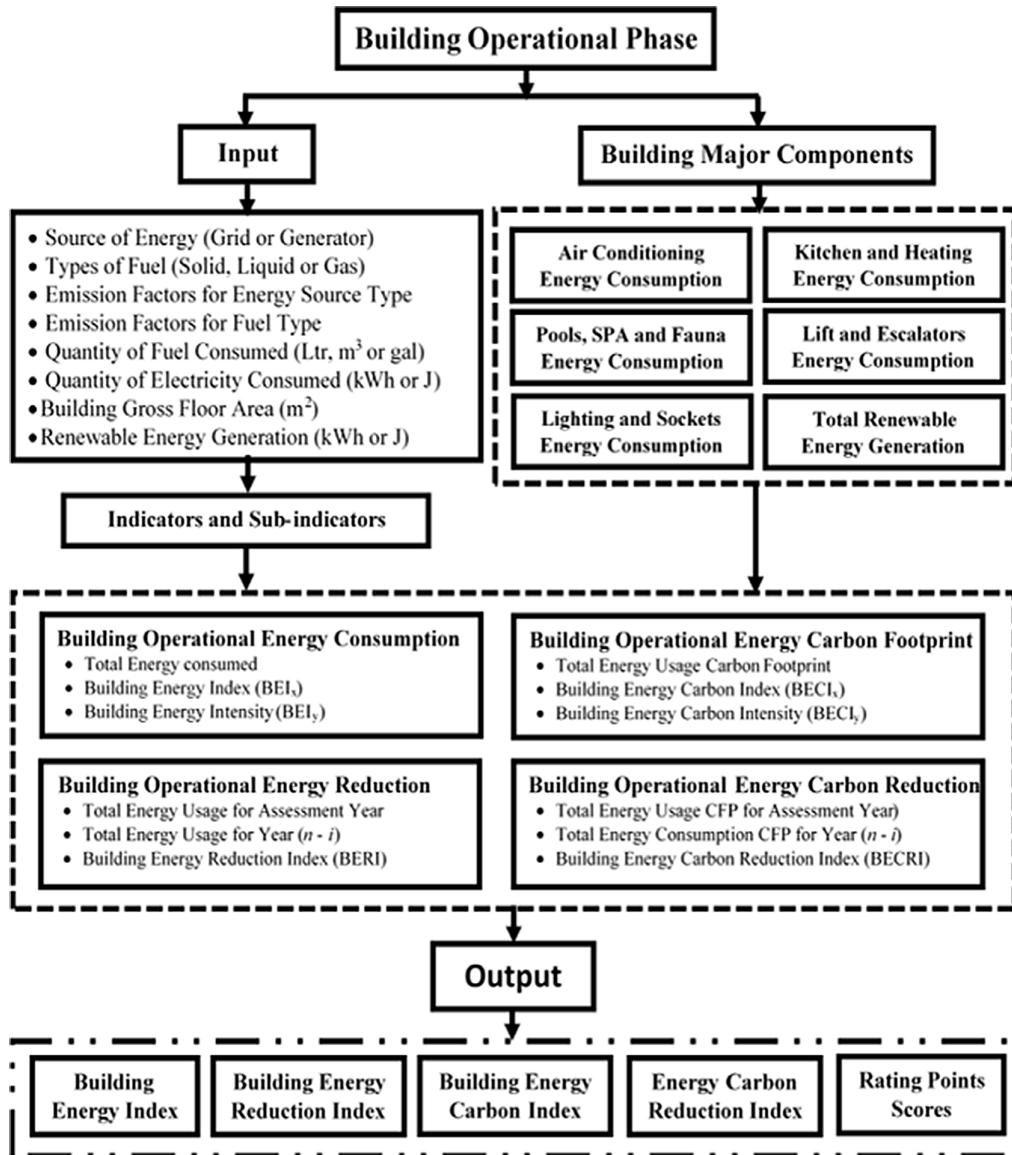 Building Operational Phase
Input
Building Major Components
• Source of Energy (Grid or Generator)
• Types of Fuel (Solid, Liquid or Gas)
• Emission Factors for Energy Source Type
• Emission Factors for Fuel Type
• Quantity of Fuel Consumed (Ltr, m³ or gal)
• Quantity of Electricity Consumed (kWh or J)
• Building Gross Floor Area (m²)
• Renewable Energy Generation (kWh or J)
Air Conditioning
Energy Consumption
Kitchen and Heating
Energy Consumption
Pools, SPA and Fauna
Energy Consumption
Lift and Escalators
Energy Consumption
Lighting and Sockets
Energy Consumption
Total Renewable
Energy Generation
Indicators and Sub-indicators
Building Operational Energy Consumption
• Total Energy consumed
• Building Energy Index (BEIₓ)
• Building Energy Intensity (BEIy)
Building Operational Energy Carbon Footprint
• Total Energy Usage Carbon Footprint
• Building Energy Carbon Index (BECIₓ)
• Building Energy Carbon Intensity (BECIy)
Building Operational Energy Reduction
• Total Energy Usage for Assessment Year
• Total Energy Usage for Year (n - i)
• Building Energy Reduction Index (BERI)
Building Operational Energy Carbon Reduction
• Total Energy Usage CFP for Assessment Year)
• Total Energy Consumption CFP for Year (n - i)
• Building Energy Carbon Reduction Index (BECRI)
Output
Building
Energy Index
Building Energy
Reduction Index
Building Energy
Carbon Index
Energy Carbon
Reduction Index
Rating Points
Scores